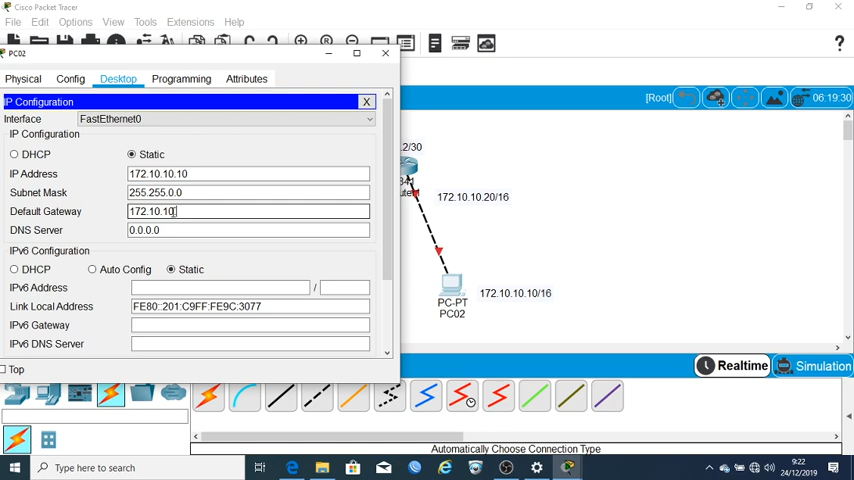 Cisco Packet Tracer
File Edit Options View Tools Extensions Help
PC02
Physical Config Desktop Programming Attributes
IP Configuration X
Interface FastEthernet0
IP Configuration
DHCP Static
IP Address 172.10.10.10
Subnet Mask 255.255.0.0
Default Gateway 172.10.10
DNS Server 0.0.0.0
IPv6 Configuration
DHCP Auto Config Static
IPv6 Address /
Link Local Address FE80::201:C9FF:FE9C:3077
IPv6 Gateway
IPv6 DNS Server
Top
[Root] 06:19:30
.2/30
172.10.10.20/16
172.10.10.10/16
PC-PT
PC02
Realtime Simulation
Automatically Choose Connection Type
Type here to search
9:22
24/12/2019